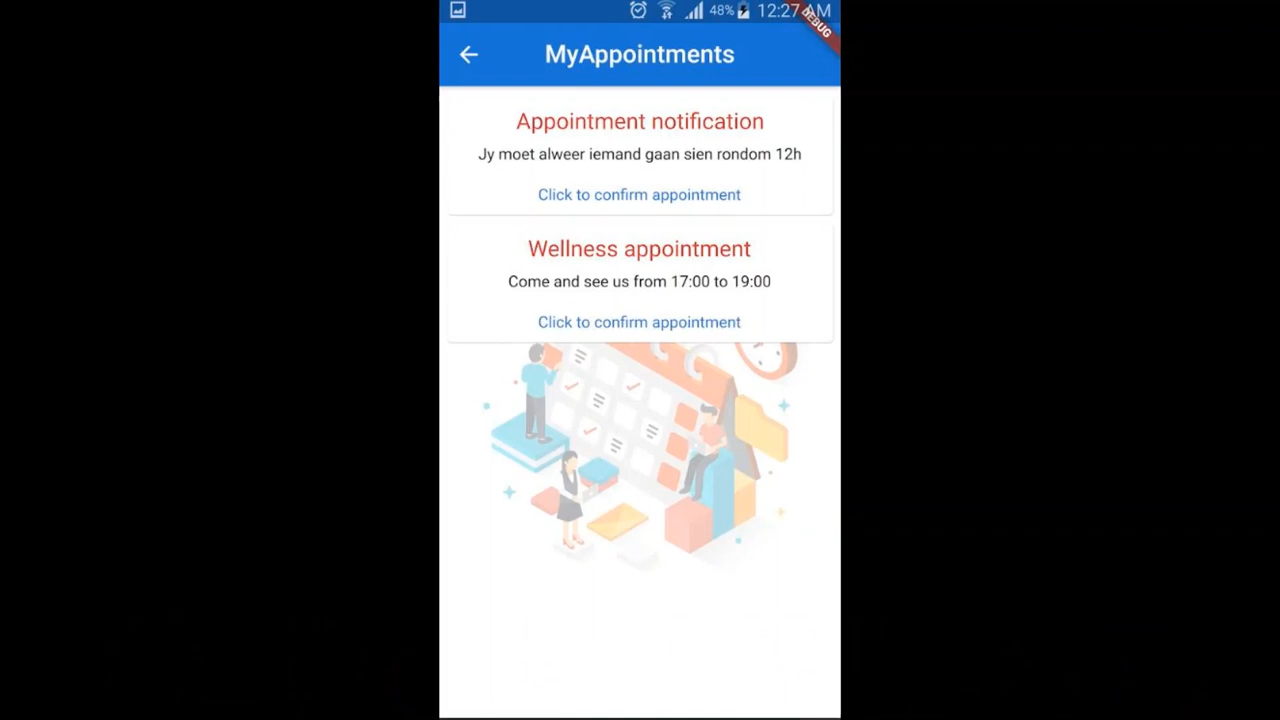 48% 12:27 AM
DEBUG
MyAppointments
Appointment notification
Jy moet alweer iemand gaan sien rondom 12h
Click to confirm appointment
Wellness appointment
Come and see us from 17:00 to 19:00
Click to confirm appointment